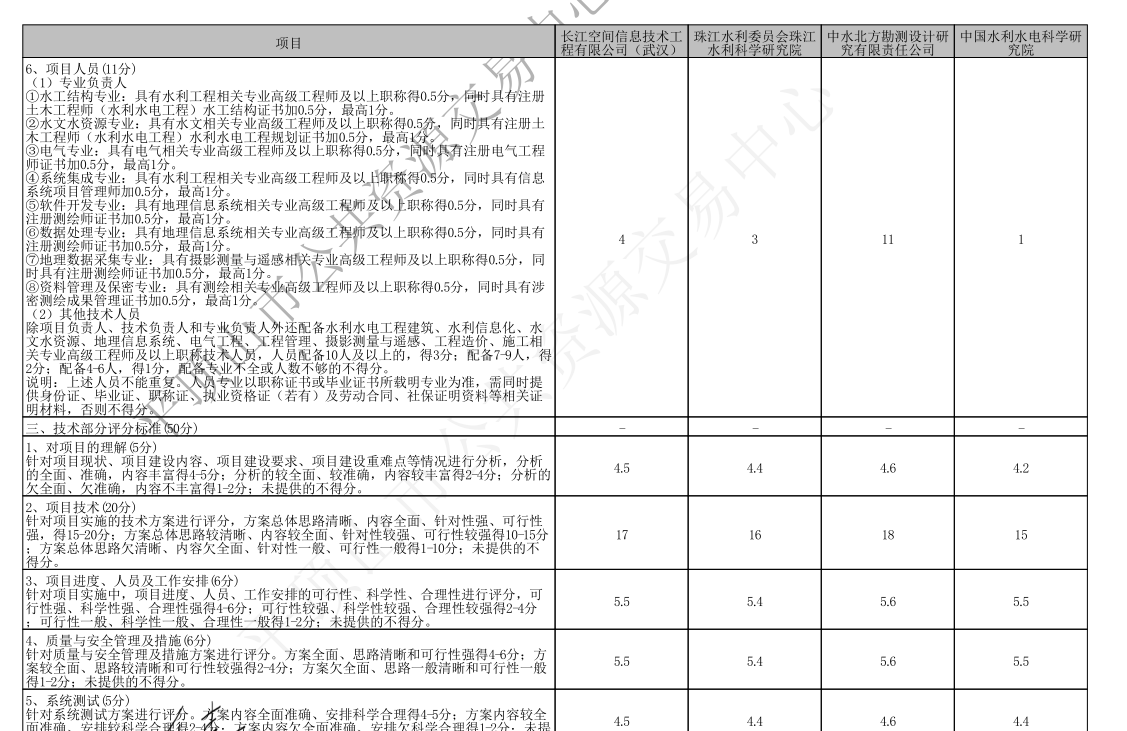 项目
长江空间信息技术工
程有限公司（武汉）
珠江水利委员会珠江
水利科学研究院
中水北方勘测设计研
究有限责任公司
中国水利水电科学研
究院
6、项目人员(11分)
（1）专业负责人
①水工结构专业：具有水利工程相关专业高级工程师及以上职称得0.5分，同时具有注册
土木工程师（水利水电工程）水工结构证书加0.5分，最高1分。
②水文水资源专业：具有水文相关专业高级工程师及以上职称得0.5分，同时具有注册土
木工程师（水利水电工程）水利水电工程规划证书加0.5分，最高1分。
③电气专业：具有电气相关专业高级工程师及以上职称得0.5分，同时具有注册电气工程
师证书加0.5分，最高1分。
④系统集成专业：具有水利工程相关专业高级工程师及以上职称得0.5分，同时具有信息
系统项目管理师加0.5分，最高1分。
⑤软件开发专业：具有地理信息系统相关专业高级工程师及以上职称得0.5分，同时具有
注册测绘师证书加0.5分，最高1分。
⑥数据处理专业：具有地理信息系统相关专业高级工程师及以上职称得0.5分，同时具有
注册测绘师证书加0.5分，最高1分。
⑦地理数据采集专业：具有摄影测量与遥感相关专业高级工程师及以上职称得0.5分，同
时具有注册测绘师证书加0.5分，最高1分。
⑧资料管理及保密专业：具有测绘相关专业高级工程师及以上职称得0.5分，同时具有涉
密测绘成果管理证书加0.5分，最高1分。
（2）其他技术人员
除项目负责人、技术负责人和专业负责人外还配备水利水电工程建筑、水利信息化、水
文水资源、地理信息系统、电气工程、工程管理、摄影测量与遥感、工程造价、施工相
关专业高级工程师及以上职称技术人员，人员配备10人及以上的，得3分；配备7-9人，得
2分；配备4-6人，得1分，配备专业不全或人数不够的不得分。
说明：上述人员不能重复。人员专业以职称证书或毕业证书所载明专业为准，需同时提
供身份证、毕业证、职称证、执业资格证（若有）及劳动合同、社保证明资料等相关证
明材料，否则不得分。
4
3
11
1
三、技术部分评分标准(50分)
–
–
–
–
1、对项目的理解(5分)
针对项目现状、项目建设内容、项目建设要求、项目建设重难点等情况进行分析，分析
的全面、准确，内容丰富得4-5分；分析的较全面、较准确，内容较丰富得2-4分；分析的
欠全面、欠准确，内容不丰富得1-2分；未提供的不得分。
4.5
4.4
4.6
4.2
2、项目技术(20分)
针对项目实施的技术方案进行评分，方案总体思路清晰、内容全面、针对性强、可行性
强，得15-20分；方案总体思路较清晰、内容较全面、针对性较强、可行性较强得10-15分
；方案总体思路欠清晰、内容欠全面、针对性一般、可行性一般得1-10分；未提供的不
得分。
17
16
18
15
3、项目进度、人员及工作安排(6分)
针对项目实施中，项目进度、人员、工作安排的可行性、科学性、合理性进行评分，可
行性强、科学性强、合理性强得4-6分；可行性较强、科学性较强、合理性较强得2-4分
；可行性一般、科学性一般、合理性一般得1-2分；未提供的不得分。
5.5
5.4
5.6
5.5
4、质量与安全管理及措施(6分)
针对质量与安全管理及措施方案进行评分。方案全面、思路清晰和可行性强得4-6分；方
案较全面、思路较清晰和可行性较强得2-4分；方案欠全面、思路一般清晰和可行性一般
得1-2分；未提供的不得分。
5.5
5.4
5.6
5.5
5、系统测试(5分)
针对系统测试方案进行评分。方案内容全面准确、安排科学合理得4-5分；方案内容较全
面准确、安排较科学合理得2-4分；方案内容欠全面准确、安排欠科学合理得1-2分；未提
4.5
4.4
4.6
4.4
平顶山市公共资源交易中心
平顶山市公共资源交易中心